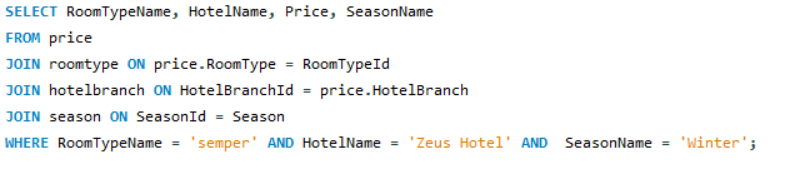 SELECT RoomTypeName, HotelName, Price, SeasonName
FROM price
JOIN roomtype ON price.RoomType = RoomTypeId
JOIN hotelbranch ON HotelBranchId = price.HotelBranch
JOIN season ON SeasonId = Season
WHERE RoomTypeName = 'semper' AND HotelName = 'Zeus Hotel' AND  SeasonName = 'Winter';